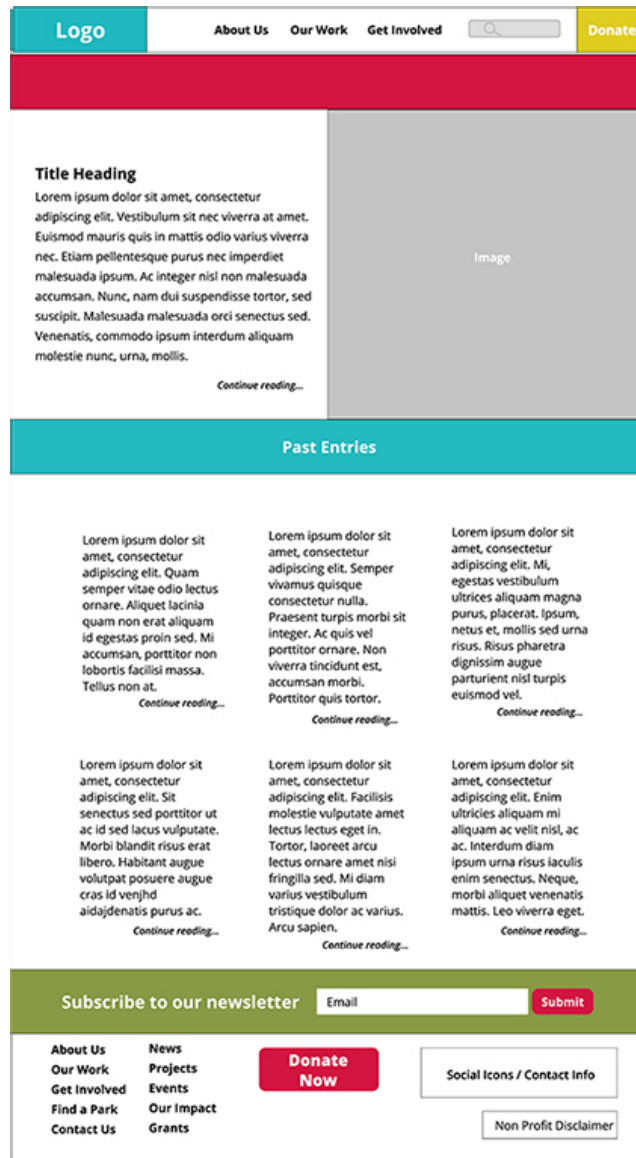 Logo
About Us
Our Work
Get Involved
Donate
Title Heading
Lorem ipsum dolor sit amet, consectetur
adipiscing elit. Vestibulum sit nec viverra at amet.
Euismod mauris quis in mattis odio varius viverra
nec. Etiam pellentesque purus nec imperdiet
malesuada ipsum. Ac integer nisl non malesuada
accumsan. Nunc, nam dui suspendisse tortor, sed
suscipit. Malesuada malesuada orci senectus sed.
Venenatis, commodo ipsum interdum aliquam
molestie nunc, urna, mollis.
Continue reading...
Image
Past Entries
Lorem ipsum dolor sit
amet, consectetur
adipiscing elit. Quam
semper vitae odio lectus
ornare. Aliquet lacinia
quam non erat aliquam
id egestas proin sed. Mi
accumsan, porttitor non
lobortis facilisi massa.
Tellus non at.
Continue reading...
Lorem ipsum dolor sit
amet, consectetur
adipiscing elit. Semper
vivamus quisque
consectetur nulla.
Praesent turpis morbi sit
integer. Ac quis vel
porttitor ornare. Non
viverra tincidunt est,
accumsan morbi.
Porttitor quis tortor.
Continue reading...
Lorem ipsum dolor sit
amet, consectetur
adipiscing elit. Mi,
egestas vestibulum
ultrices aliquam magna
purus, placerat. Ipsum,
netus et, mollis sed urna
risus. Risus pharetra
dignissim augue
parturient nisl turpis
euismod vel.
Continue reading...
Lorem ipsum dolor sit
amet, consectetur
adipiscing elit. Sit
senectus sed porttitor ut
ac id sed lacus vulputate.
Morbi blandit risus erat
libero. Habitant augue
volutpat posuere augue
cras id venjhd
aidajdenatis purus ac.
Continue reading...
Lorem ipsum dolor sit
amet, consectetur
adipiscing elit. Facilisis
molestie vulputate amet
lectus lectus eget in.
Tortor, laoreet arcu
lectus ornare amet nisi
fringilla sed. Mi diam
varius vestibulum
tristique dolor ac varius.
Arcu sapien.
Continue reading...
Lorem ipsum dolor sit
amet, consectetur
adipiscing elit. Enim
ultricies aliquam mi
aliquam ac velit nisl, ac
ac. Interdum diam
ipsum urna risus iaculis
enim senectus. Neque,
morbi aliquet venenatis
mattis. Leo viverra eget.
Continue reading...
Subscribe to our newsletter
Email
Submit
About Us
Our Work
Get Involved
Find a Park
Contact Us
News
Projects
Events
Our Impact
Grants
Donate
Now
Social Icons / Contact Info
Non Profit Disclaimer